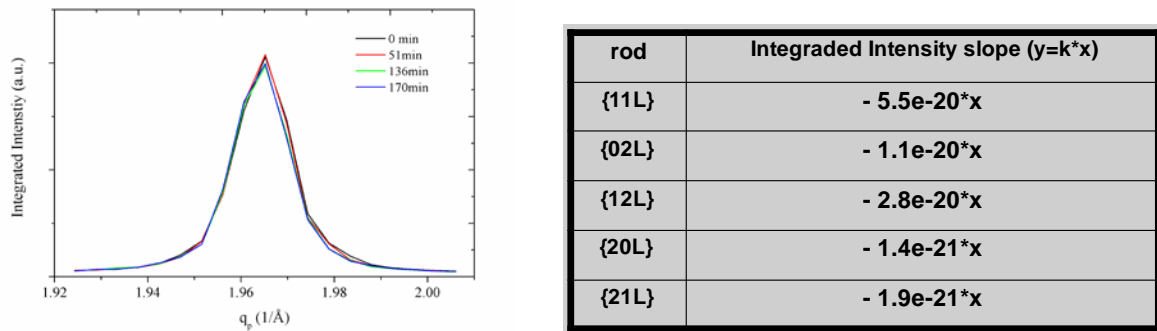 Integrated Intenstiy (a.u.)
0 min
51min
136min
170min
1.92 1.94 1.96 1.98 2.00
qp (1/Å)
rod Integraded Intensity slope (y=k*x)
{11L} - 5.5e-20*x
{02L} - 1.1e-20*x
{12L} - 2.8e-20*x
{20L} - 1.4e-21*x
{21L} - 1.9e-21*x